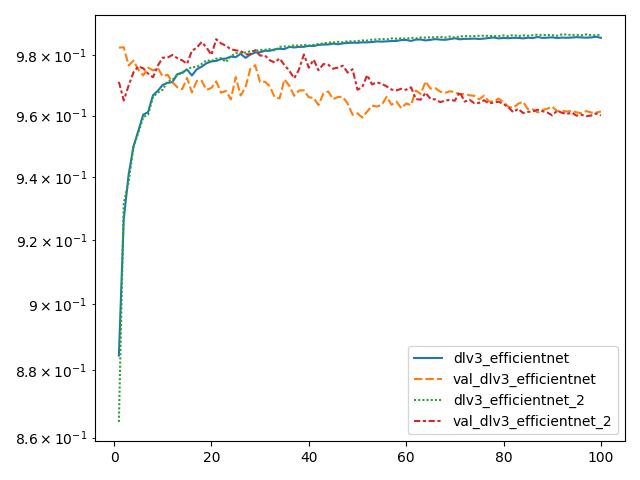 9.8 × 10⁻¹
9.6 × 10⁻¹
9.4 × 10⁻¹
9.2 × 10⁻¹
9 × 10⁻¹
8.8 × 10⁻¹
8.6 × 10⁻¹
dlv3_efficientnet
val_dlv3_efficientnet
dlv3_efficientnet_2
val_dlv3_efficientnet_2
0 20 40 60 80 100